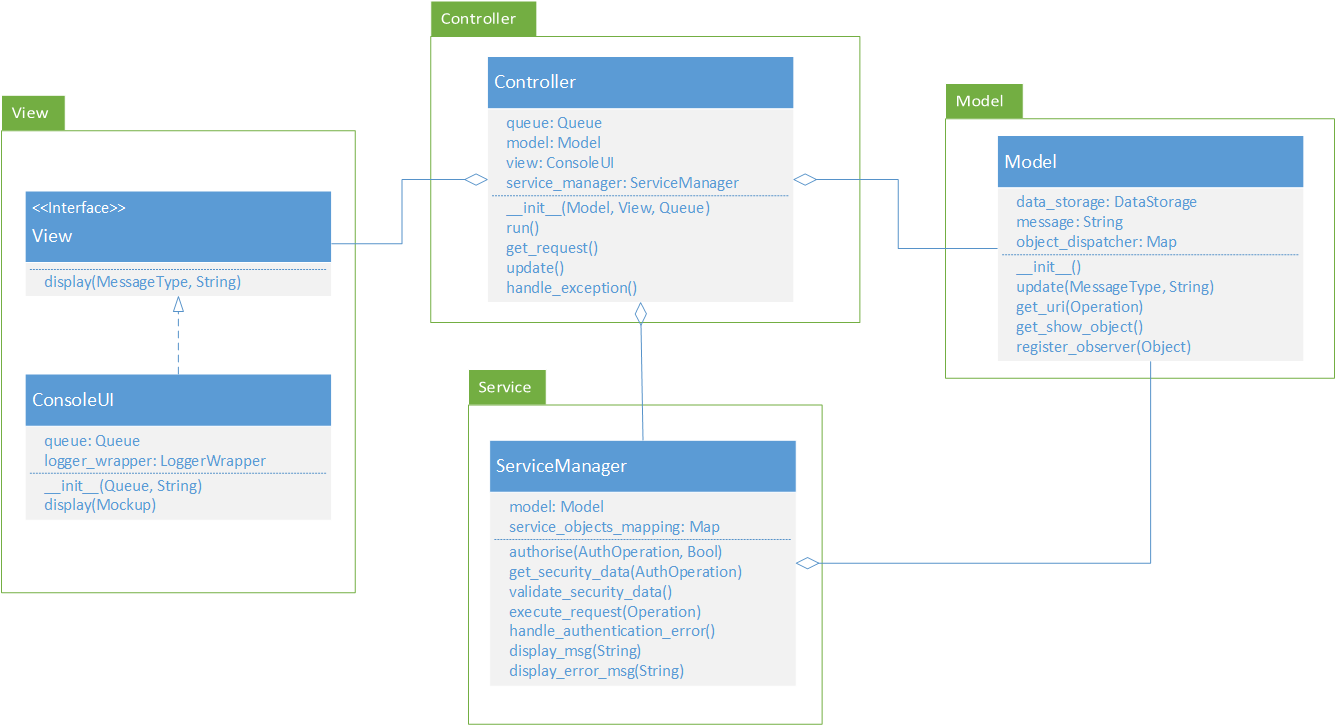 View
<<Interface>>
View
display(MessageType, String)
ConsoleUI
queue: Queue
logger_wrapper: LoggerWrapper
__init__(Queue, String)
display(Mockup)
Controller
Controller
queue: Queue
model: Model
view: ConsoleUI
service_manager: ServiceManager
__init__(Model, View, Queue)
run()
get_request()
update()
handle_exception()
Service
ServiceManager
model: Model
service_objects_mapping: Map
authorise(AuthOperation, Bool)
get_security_data(AuthOperation)
validate_security_data()
execute_request(Operation)
handle_authentication_error()
display_msg(String)
display_error_msg(String)
Model
Model
data_storage: DataStorage
message: String
object_dispatcher: Map
__init__()
update(MessageType, String)
get_uri(Operation)
get_show_object()
register_observer(Object)